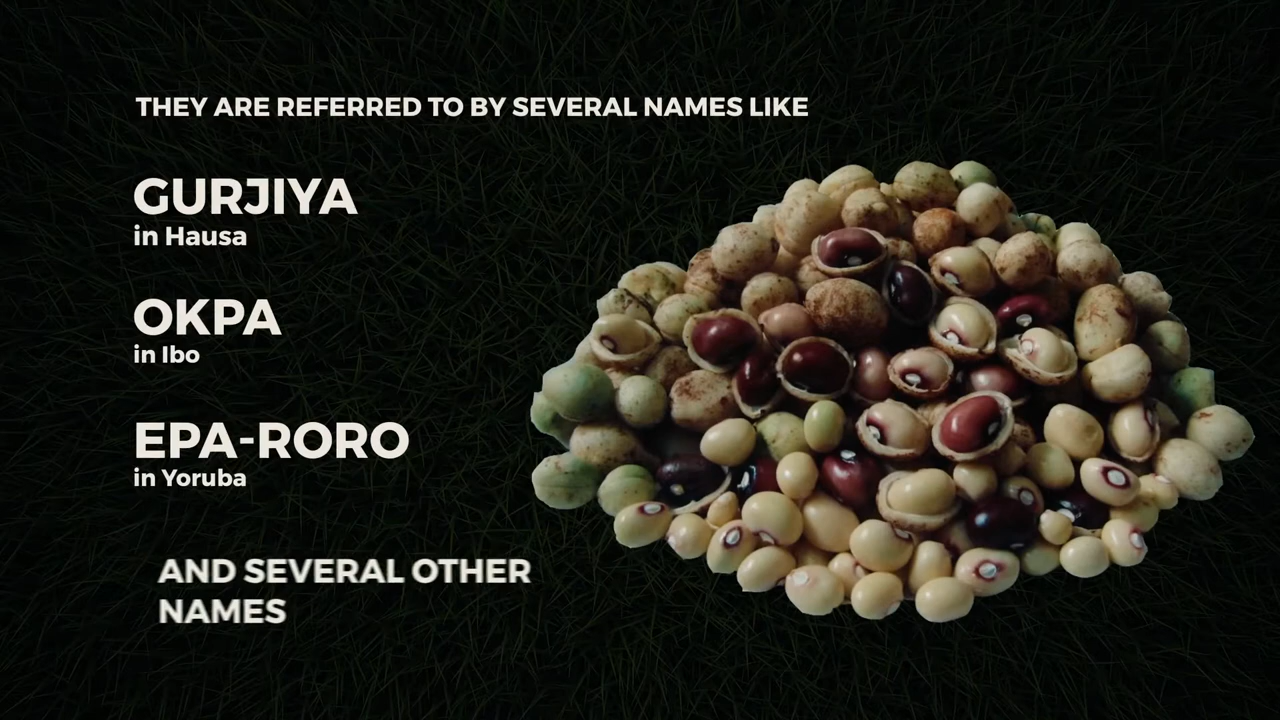 THEY ARE REFERRED TO BY SEVERAL NAMES LIKE
GURJIYA
in Hausa
OKPA
in Ibo
EPA-RORO
in Yoruba
AND SEVERAL OTHER
NAMES